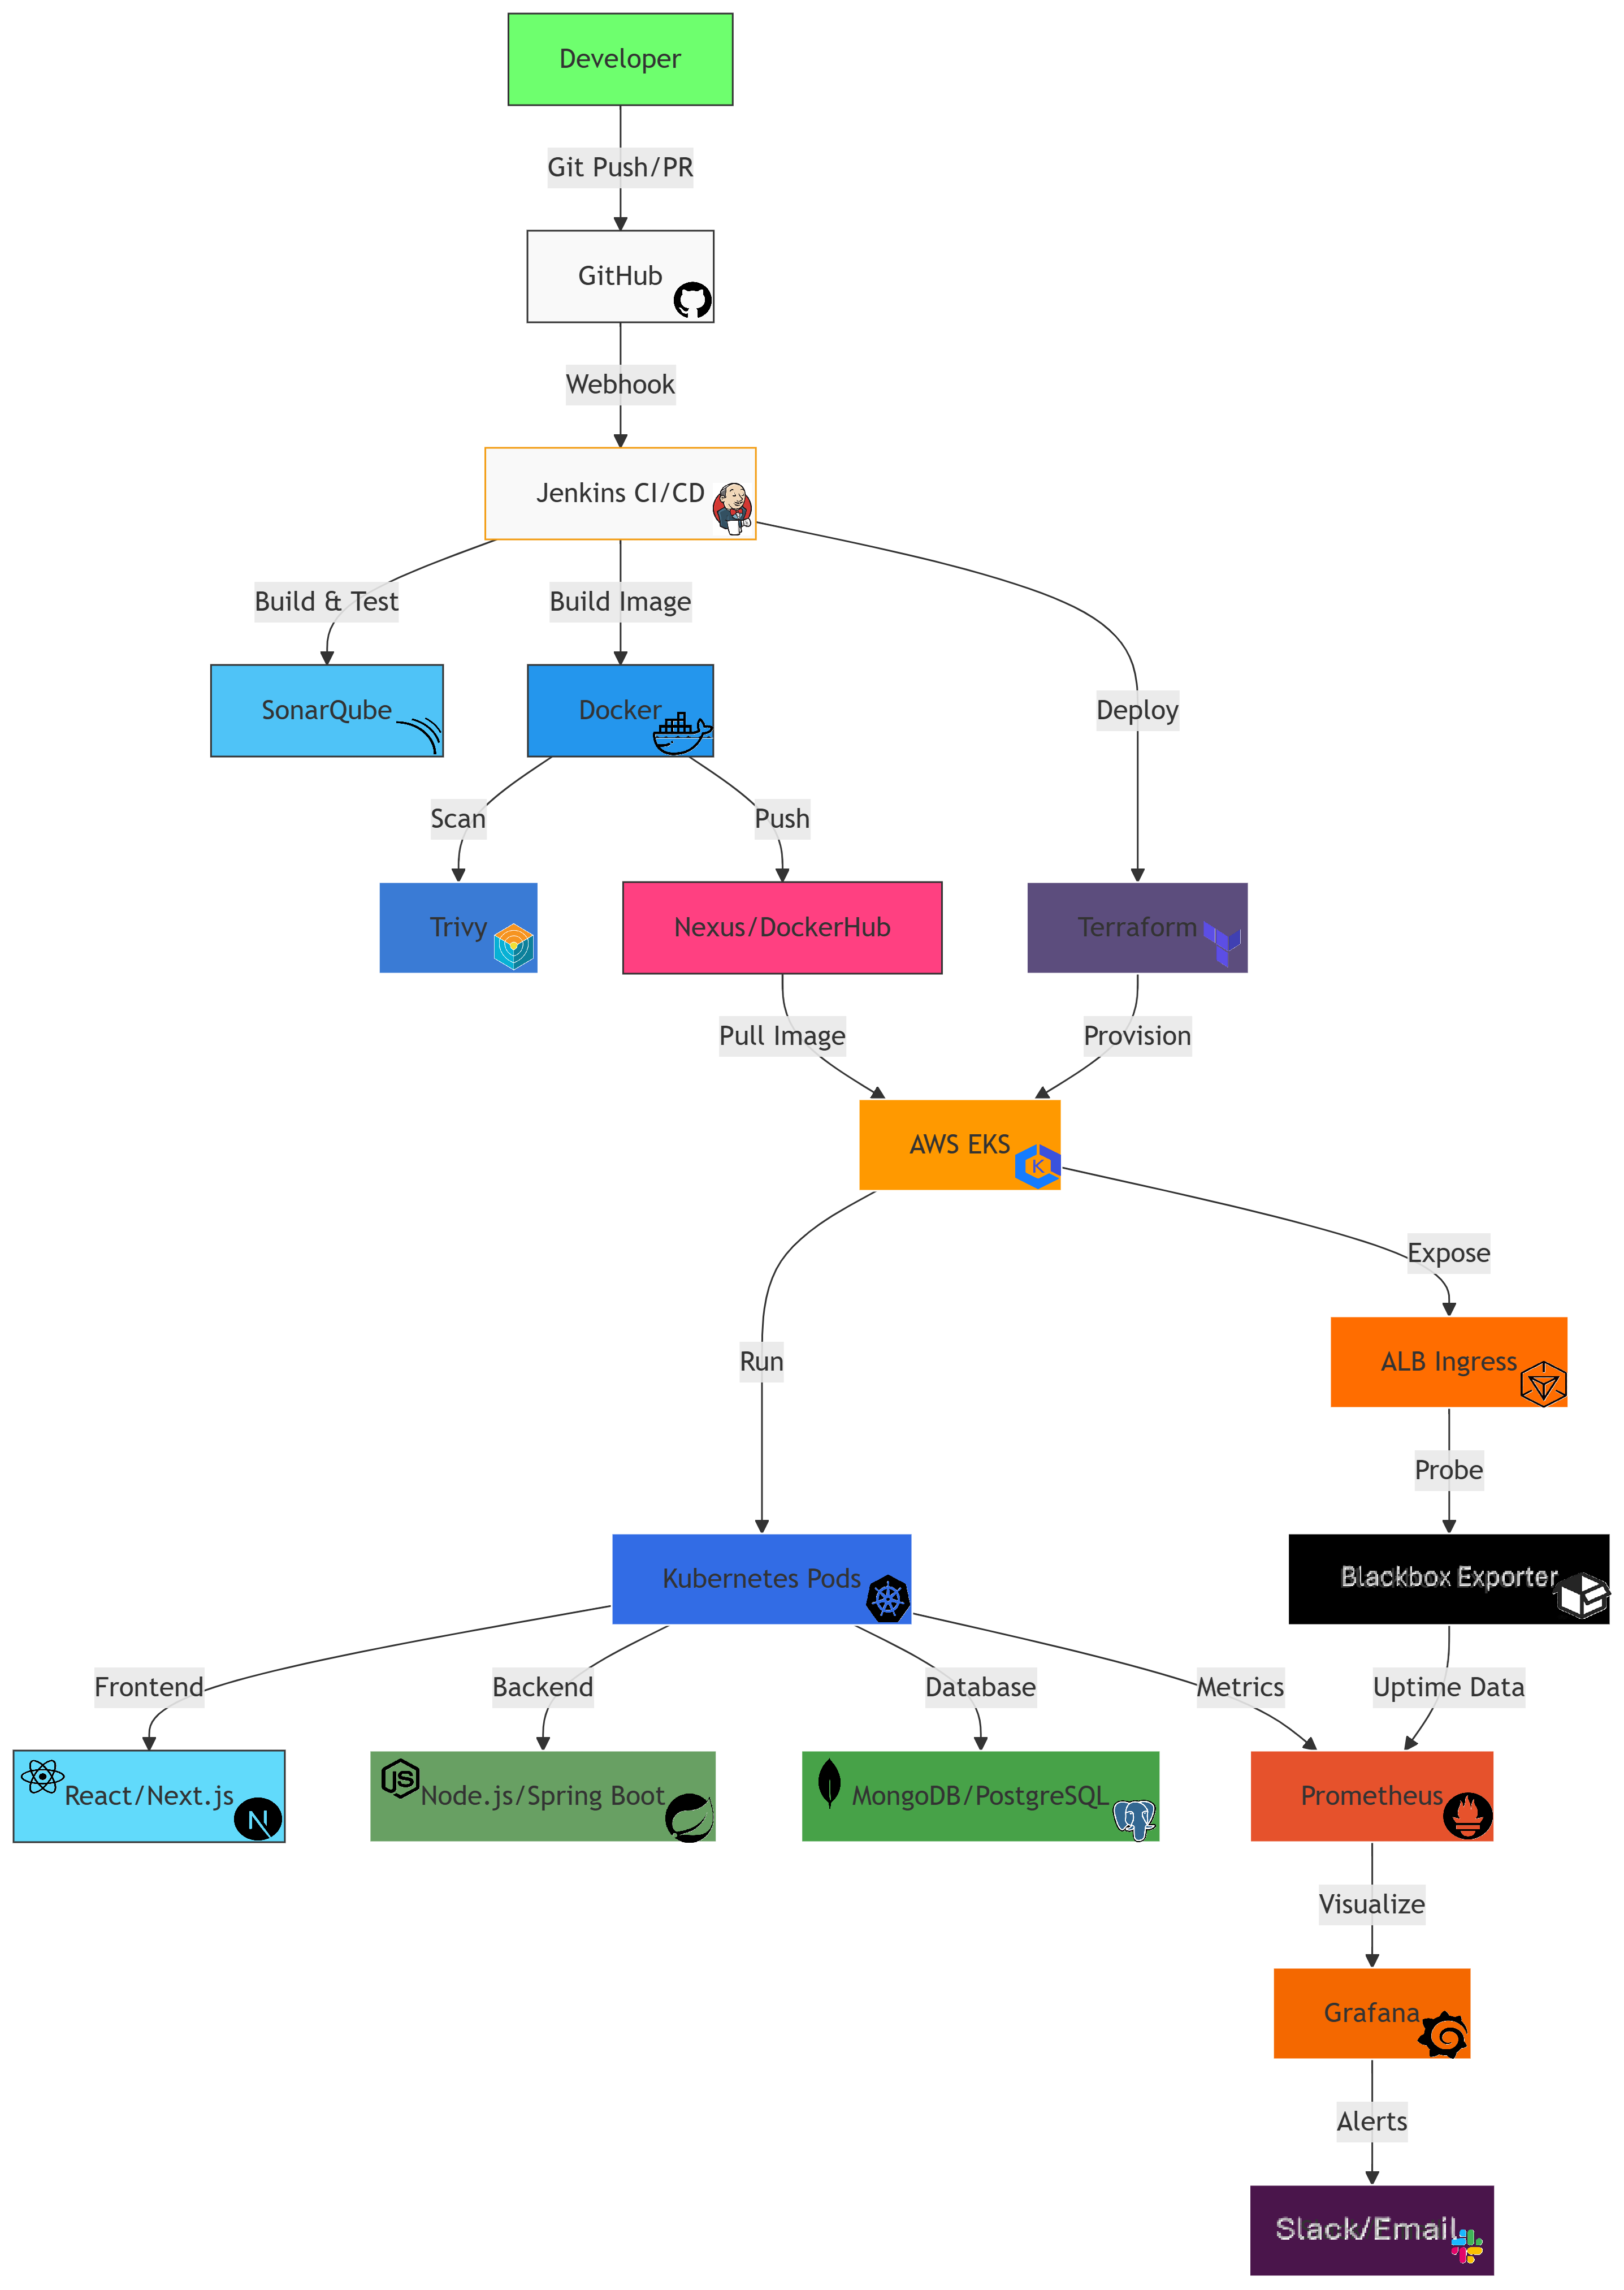 Developer
Git Push/PR
GitHub
Webhook
Jenkins CI/CD
Build & Test
Build Image
SonarQube
Docker
Deploy
Scan
Push
Trivy
Nexus/DockerHub
Terraform
Pull Image
Provision
AWS EKS
K
Expose
Run
ALB Ingress
Probe
Kubernetes Pods
Blackbox Exporter
Frontend
Backend
Database
Metrics
Uptime Data
React/Next.js
N
JS
Node.js/Spring Boot
MongoDB/PostgreSQL
Prometheus
Visualize
Grafana
Alerts
Slack/Email